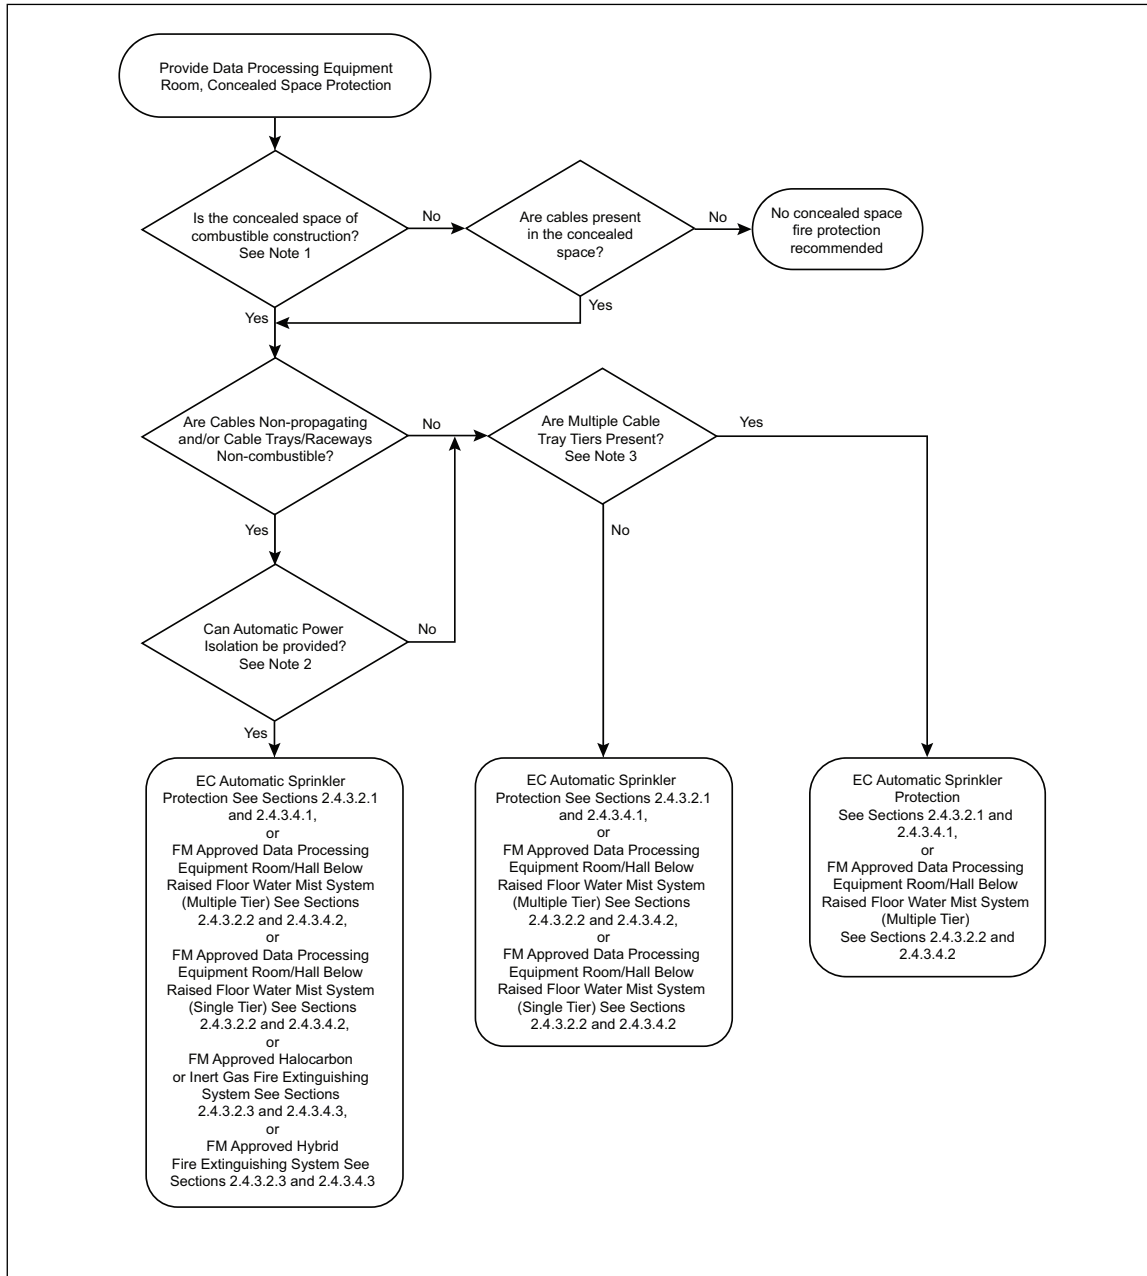 Provide Data Processing Equipment
Room, Concealed Space Protection
Is the concealed space of
combustible construction?
See Note 1
No
Are cables present
in the concealed
space?
No
No concealed space
fire protection
recommended
Yes
Yes
Are Cables Non-propagating
and/or Cable Trays/Raceways
Non-combustible?
No
Are Multiple Cable
Tray Tiers Present?
See Note 3
Yes
Yes
No
Can Automatic Power
Isolation be provided?
See Note 2
No
Yes
EC Automatic Sprinkler
Protection See Sections 2.4.3.2.1
and 2.4.3.4.1,
or
FM Approved Data Processing
Equipment Room/Hall Below
Raised Floor Water Mist System
(Multiple Tier) See Sections
2.4.3.2.2 and 2.4.3.4.2,
or
FM Approved Data Processing
Equipment Room/Hall Below
Raised Floor Water Mist System
(Single Tier) See Sections
2.4.3.2.2 and 2.4.3.4.2,
or
FM Approved Halocarbon
or Inert Gas Fire Extinguishing
System See Sections
2.4.3.2.3 and 2.4.3.4.3,
or
FM Approved Hybrid
Fire Extinguishing System See
Sections 2.4.3.2.3 and 2.4.3.4.3
EC Automatic Sprinkler
Protection See Sections 2.4.3.2.1
and 2.4.3.4.1,
or
FM Approved Data Processing
Equipment Room/Hall Below
Raised Floor Water Mist System
(Multiple Tier) See Sections
2.4.3.2.2 and 2.4.3.4.2,
or
FM Approved Data Processing
Equipment Room/Hall Below
Raised Floor Water Mist System
(Single Tier) See Sections
2.4.3.2.2 and 2.4.3.4.2
EC Automatic Sprinkler
Protection
See Sections 2.4.3.2.1 and
2.4.3.4.1,
or
FM Approved Data Processing
Equipment Room/Hall Below
Raised Floor Water Mist System
(Multiple Tier)
See Sections 2.4.3.2.2 and
2.4.3.4.2